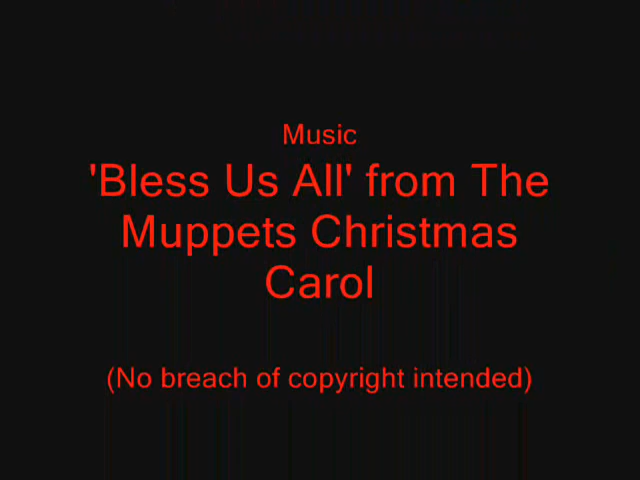 Music
'Bless Us All' from The
Muppets Christmas
Carol
(No breach of copyright intended)